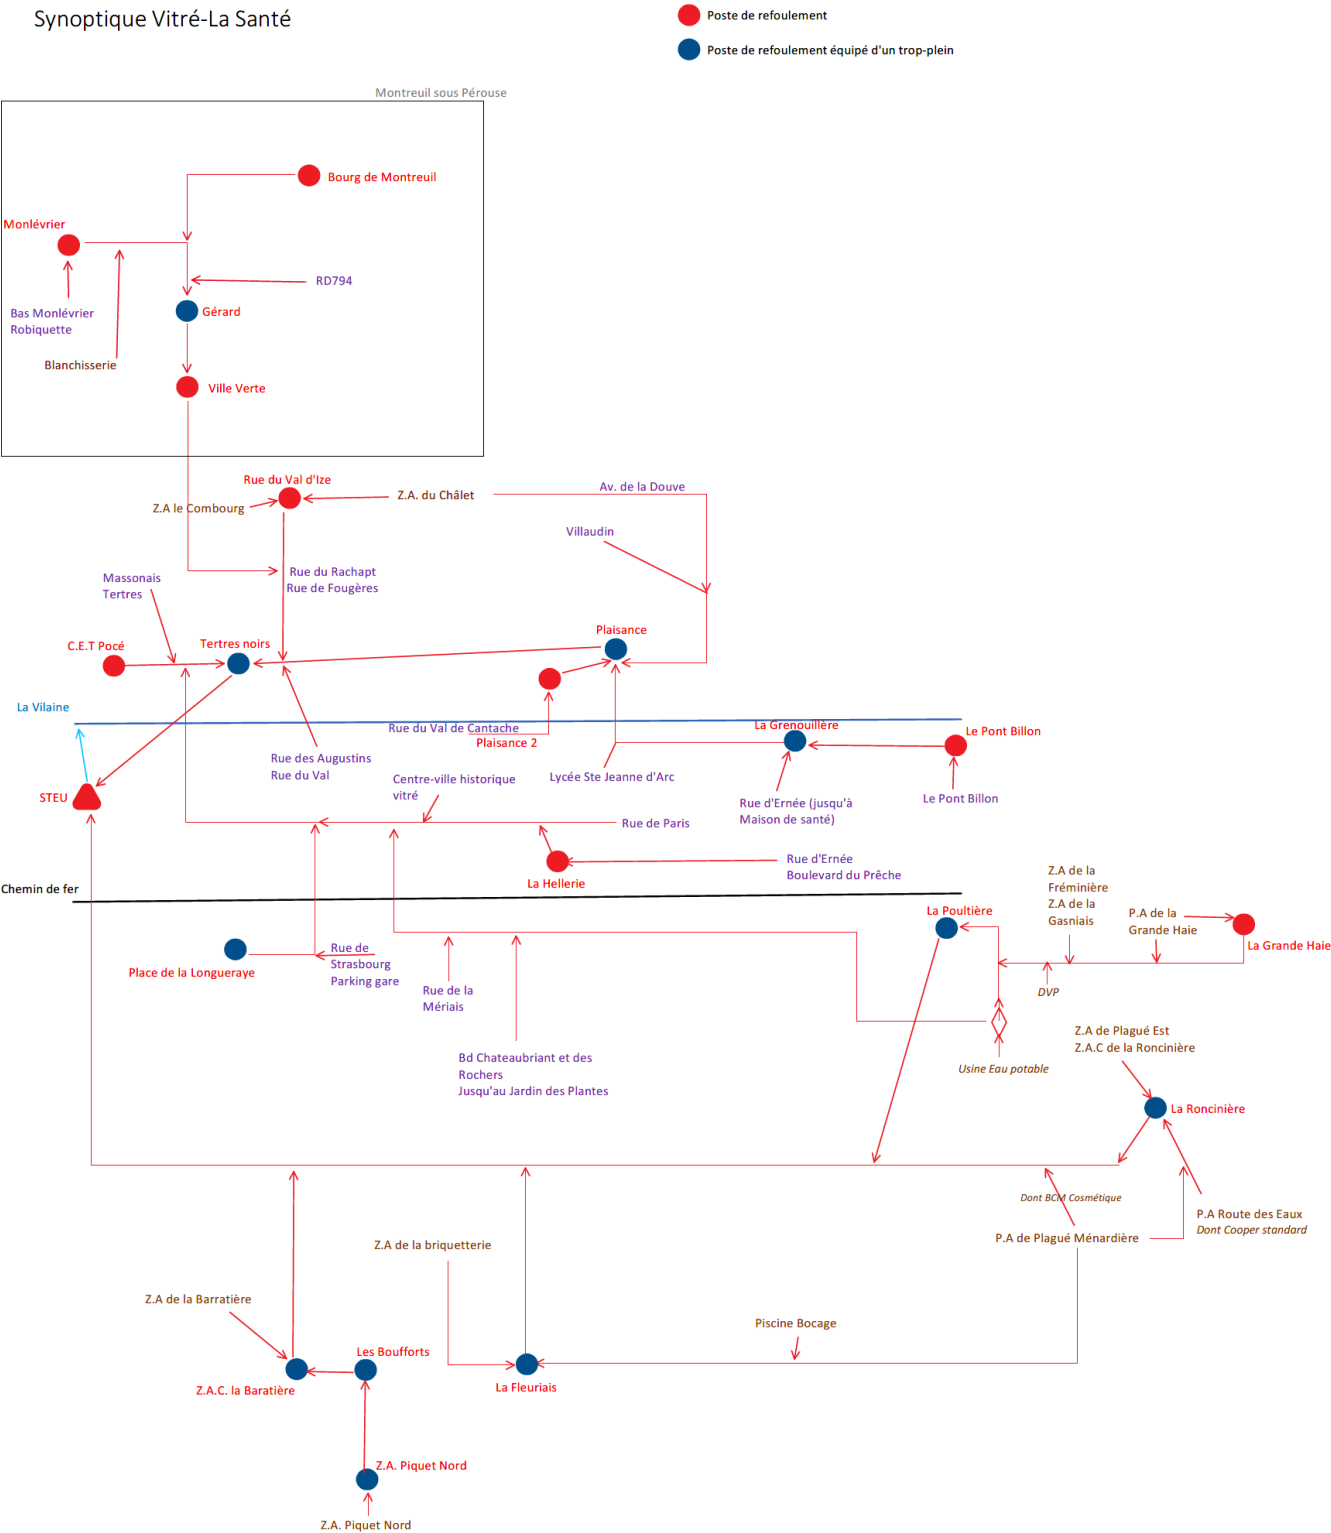 Synoptique Vitré-La Santé
Poste de refoulement
Poste de refoulement équipé d'un trop-plein
Montreuil sous Pérouse
Bourg de Montreuil
Monlévrier
RD794
Bas Monlévrier
Robiquette
Gérard
Blanchisserie
Ville Verte
Rue du Val d'Ize
Z.A le Combourg
Z.A. du Châlet
Av. de la Douve
Villaudin
Massonais
Tertres
Rue du Rachapt
Rue de Fougères
C.E.T Pocé
Tertres noirs
Plaisance
La Vilaine
Rue du Val de Cantache
Plaisance 2
La Grenouillère
Le Pont Billon
Rue des Augustins
Rue du Val
Centre-ville historique
vitré
Lycée Ste Jeanne d'Arc
STEU
Rue d'Ernée (jusqu'à
Maison de santé)
Le Pont Billon
Rue de Paris
La Hellerie
Rue d'Ernée
Boulevard du Prêche
Chemin de fer
Z.A de la
Fréminière
Z.A de la
Gasniais
La Poultière
P.A de la
Grande Haie
La Grande Haie
Place de la Longueraye
Rue de
Strasbourg
Parking gare
Rue de la
Mériais
DVP
Bd Chateaubriant et des
Rochers
Jusqu'au Jardin des Plantes
Usine Eau potable
Z.A de Plagué Est
Z.A.C de la Roncinière
La Roncinière
Dont BCM Cosmétique
P.A Route des Eaux
Dont Cooper standard
P.A de Plagué Ménardière
Z.A de la briquetterie
Z.A de la Barratière
Piscine Bocage
Les Boufforts
Z.A.C. la Baratière
La Fleuriais
Z.A. Piquet Nord
Z.A. Piquet Nord